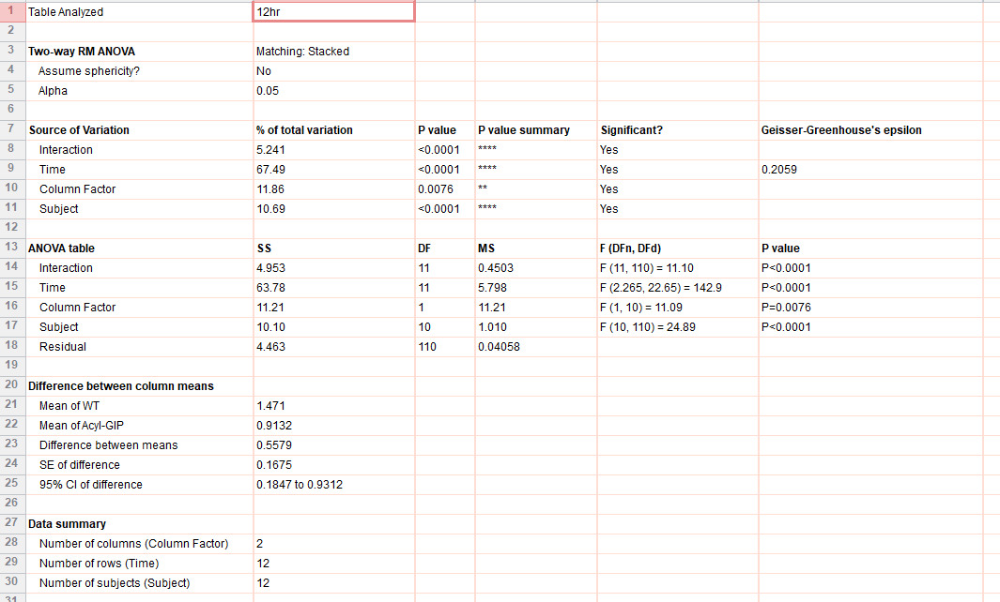 1 Table Analyzed 12hr
2
3 Two-way RM ANOVA Matching: Stacked
4 Assume sphericity? No
5 Alpha 0.05
6
7 Source of Variation % of total variation P value P value summary Significant? Geisser-Greenhouse's epsilon
8 Interaction 5.241 <0.0001 **** Yes
9 Time 67.49 <0.0001 **** Yes 0.2059
10 Column Factor 11.86 0.0076 ** Yes
11 Subject 10.69 <0.0001 **** Yes
12
13 ANOVA table SS DF MS F (DFn, DFd) P value
14 Interaction 4.953 11 0.4503 F (11, 110) = 11.10 P<0.0001
15 Time 63.78 11 5.798 F (2.265, 22.65) = 142.9 P<0.0001
16 Column Factor 11.21 1 11.21 F (1, 10) = 11.09 P=0.0076
17 Subject 10.10 10 1.010 F (10, 110) = 24.89 P<0.0001
18 Residual 4.463 110 0.04058
19
20 Difference between column means
21 Mean of WT 1.471
22 Mean of Acyl-GIP 0.9132
23 Difference between means 0.5579
24 SE of difference 0.1675
25 95% CI of difference 0.1847 to 0.9312
26
27 Data summary
28 Number of columns (Column Factor) 2
29 Number of rows (Time) 12
30 Number of subjects (Subject) 12
31